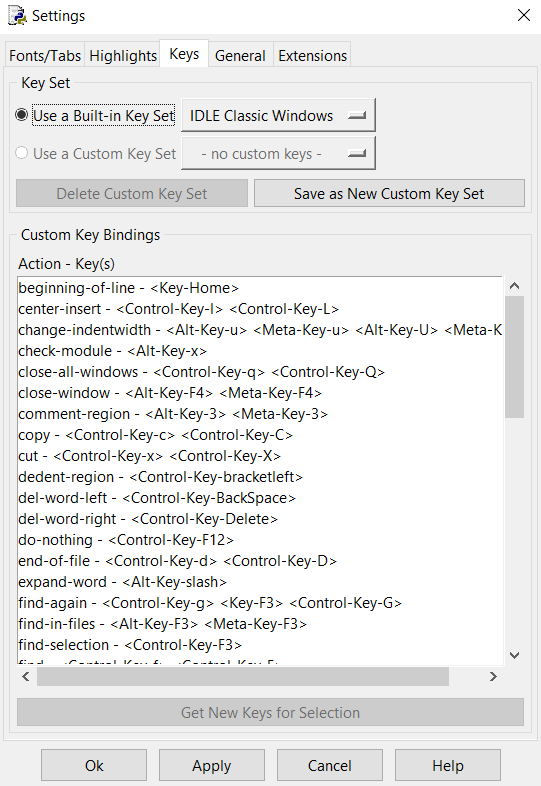 Settings
Fonts/Tabs Highlights Keys General Extensions
Key Set
Use a Built-in Key Set IDLE Classic Windows
Use a Custom Key Set - no custom keys -
Delete Custom Key Set Save as New Custom Key Set
Custom Key Bindings
Action - Key(s)
beginning-of-line - <Key-Home>
center-insert - <Control-Key-l> <Control-Key-L>
change-indentwidth - <Alt-Key-u> <Meta-Key-u> <Alt-Key-U> <Meta-K
check-module - <Alt-Key-x>
close-all-windows - <Control-Key-q> <Control-Key-Q>
close-window - <Alt-Key-F4> <Meta-Key-F4>
comment-region - <Alt-Key-3> <Meta-Key-3>
copy - <Control-Key-c> <Control-Key-C>
cut - <Control-Key-x> <Control-Key-X>
dedent-region - <Control-Key-bracketleft>
del-word-left - <Control-Key-BackSpace>
del-word-right - <Control-Key-Delete>
do-nothing - <Control-Key-F12>
end-of-file - <Control-Key-d> <Control-Key-D>
expand-word - <Alt-Key-slash>
find-again - <Control-Key-g> <Key-F3> <Control-Key-G>
find-in-files - <Alt-Key-F3> <Meta-Key-F3>
find-selection - <Control-Key-F3>
find - <Control-Key-f> <Control-Key-F>
Get New Keys for Selection
Ok Apply Cancel Help